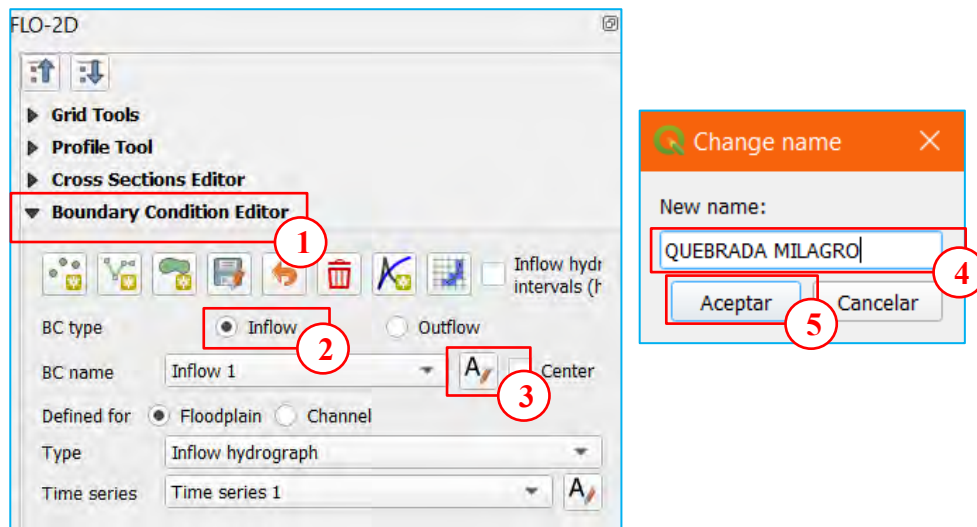 FLO-2D
Grid Tools
Profile Tool
Cross Sections Editor
Boundary Condition Editor
1
Inflow hydr
intervals (h
BC type Inflow Outflow
2
BC name Inflow 1 A Center
3
Defined for Floodplain Channel
Type Inflow hydrograph
Time series Time series 1 A
Change name
New name:
QUEBRADA MILAGRO
4
Aceptar Cancelar
5